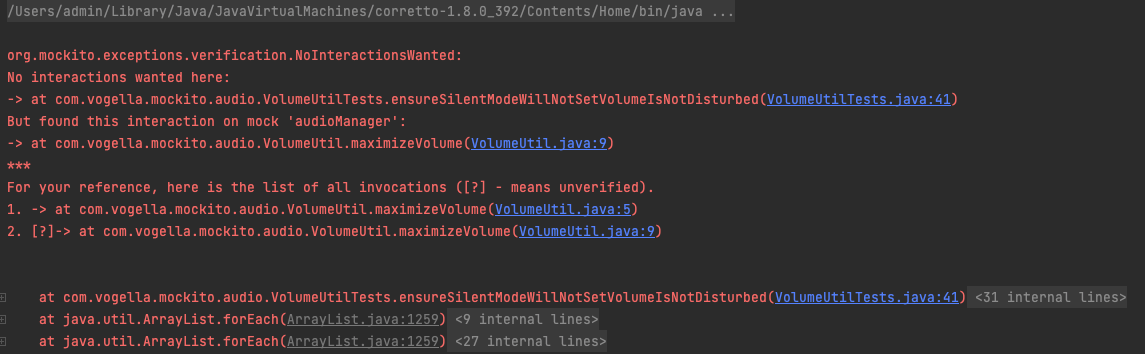 /Users/admin/Library/Java/JavaVirtualMachines/corretto-1.8.0_392/Contents/Home/bin/java ...
org.mockito.exceptions.verification.NoInteractionsWanted:
No interactions wanted here:
-> at com.vogella.mockito.audio.VolumeUtilTests.ensureSilentModeWillNotSetVolumeIsNotDisturbed(VolumeUtilTests.java:41)
But found this interaction on mock 'audioManager':
-> at com.vogella.mockito.audio.VolumeUtil.maximizeVolume(VolumeUtil.java:9)
***
For your reference, here is the list of all invocations ([?] - means unverified).
1. -> at com.vogella.mockito.audio.VolumeUtil.maximizeVolume(VolumeUtil.java:5)
2. [?]-> at com.vogella.mockito.audio.VolumeUtil.maximizeVolume(VolumeUtil.java:9)
at com.vogella.mockito.audio.VolumeUtilTests.ensureSilentModeWillNotSetVolumeIsNotDisturbed(VolumeUtilTests.java:41) <31 internal lines>
at java.util.ArrayList.forEach(ArrayList.java:1259) <9 internal lines>
at java.util.ArrayList.forEach(ArrayList.java:1259) <27 internal lines>